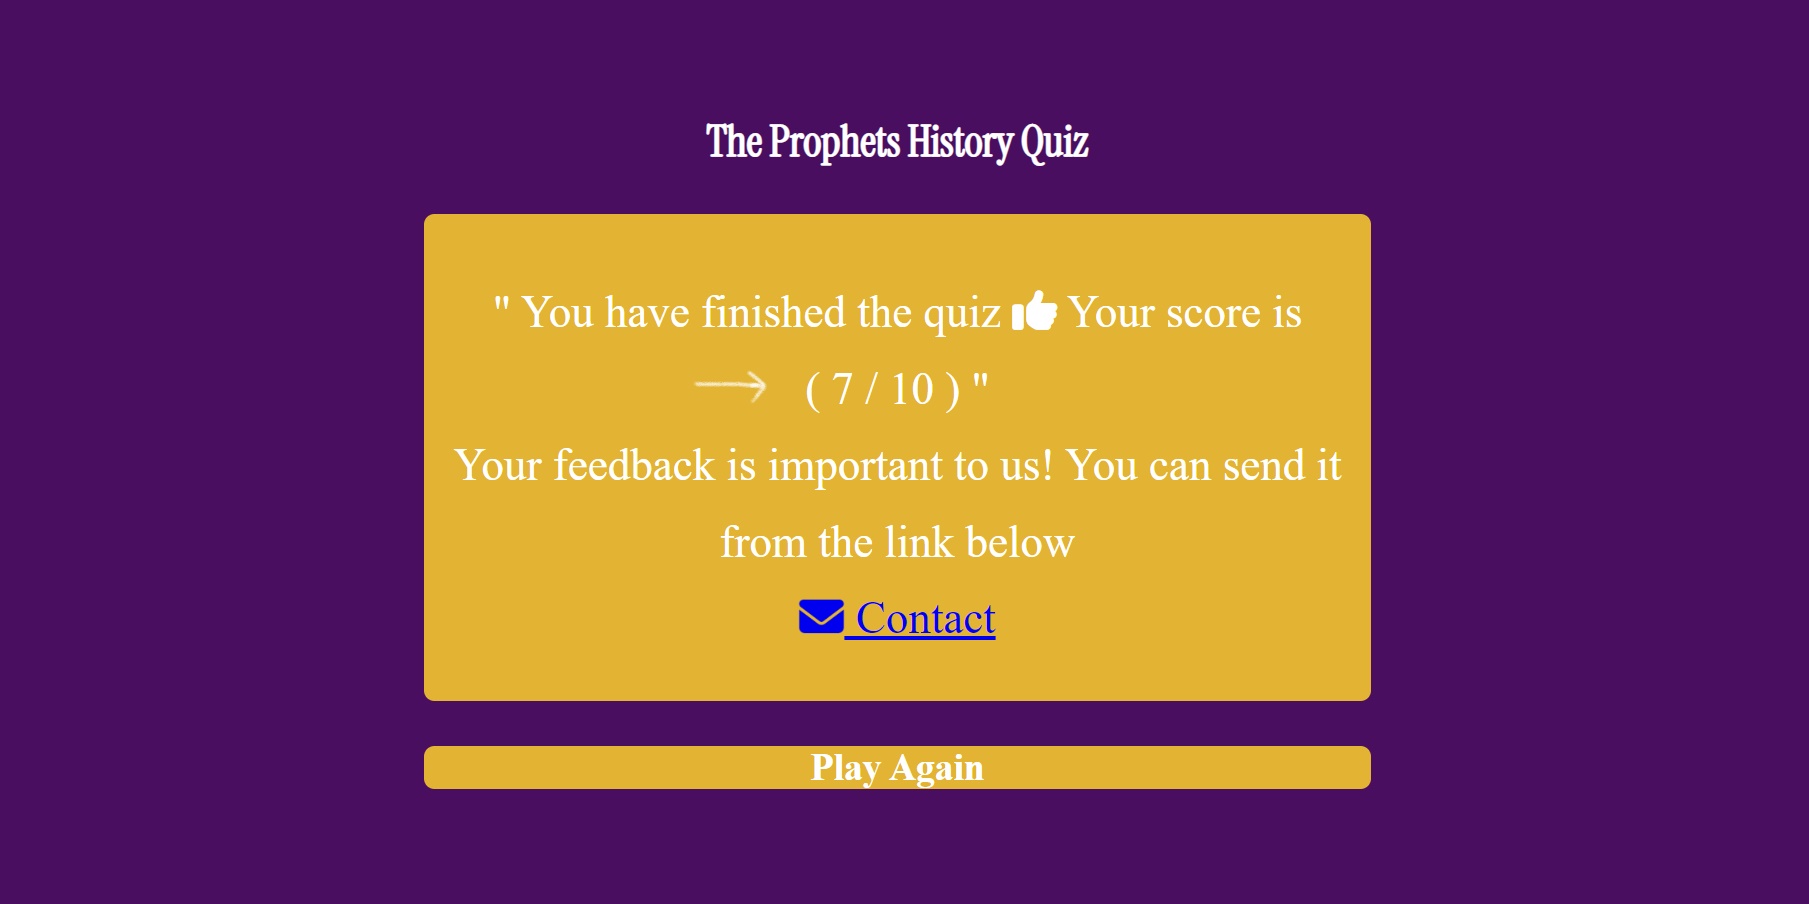 The Prophets History Quiz
" You have finished the quiz 👍 Your score is
→ ( 7 / 10 ) "
Your feedback is important to us! You can send it
from the link below
Contact
Play Again